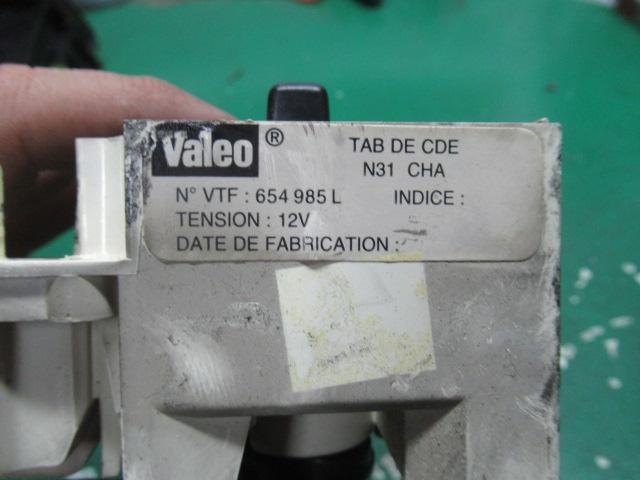 Valeo ® TAB DE CDE
N31 CHA
N° VTF : 654 985 L INDICE :
TENSION : 12V
DATE DE FABRICATION :